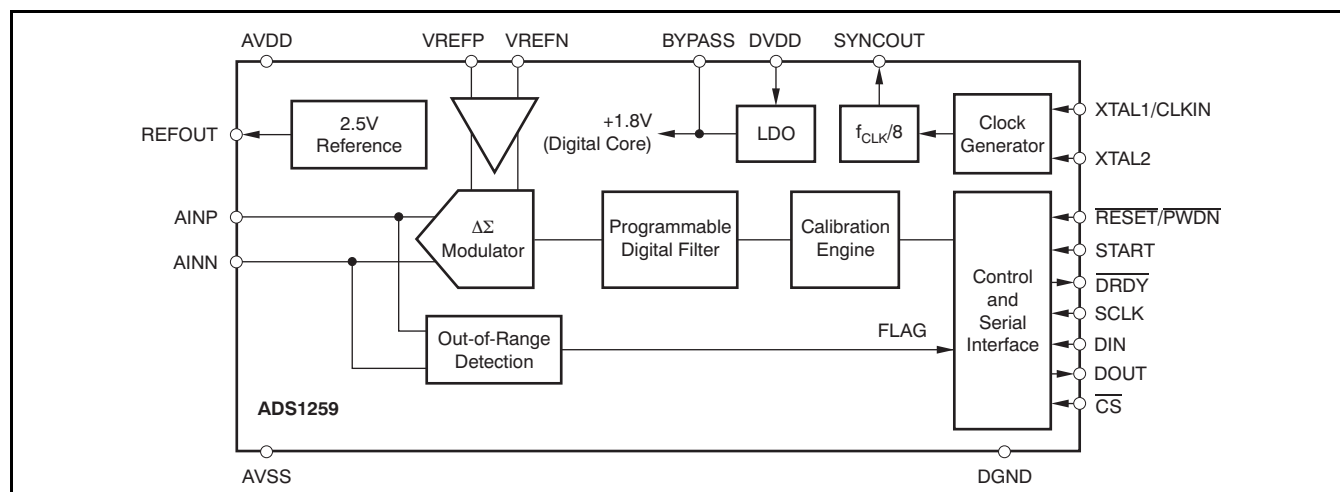 AVDD
VREFP
VREFN
BYPASS
DVDD
SYNCOUT
REFOUT
2.5V
Reference
+1.8V
(Digital Core)
LDO
fCLK/8
Clock
Generator
XTAL1/CLKIN
XTAL2
AINP
AINN
ΔΣ
Modulator
Programmable
Digital Filter
Calibration
Engine
Control
and
Serial
Interface
RESET/PWDN
START
DRDY
SCLK
DIN
DOUT
CS
Out-of-Range
Detection
FLAG
ADS1259
AVSS
DGND